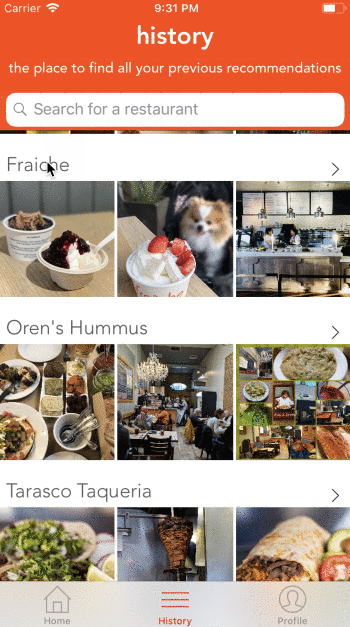 Carrier 9:31 PM
history
the place to find all your previous recommendations
Search for a restaurant
Fraiche
Oren's Hummus
Tarasco Taqueria
Home History Profile